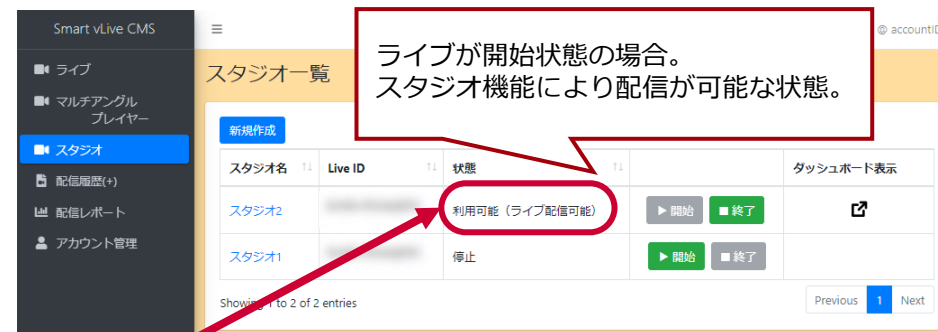 Smart vLive CMS
@ accountID
ライブが開始状態の場合。
スタジオ機能により配信が可能な状態。
ライブ
マルチアングル
プレイヤー
スタジオ
配信履歴(+)
配信レポート
アカウント管理
スタジオ一覧
新規作成
スタジオ名 Live ID 状態 ダッシュボード表示
スタジオ2 利用可能（ライブ配信可能） 開始 終了
スタジオ1 停止 開始 終了
Showing 1 to 2 of 2 entries
Previous 1 Next